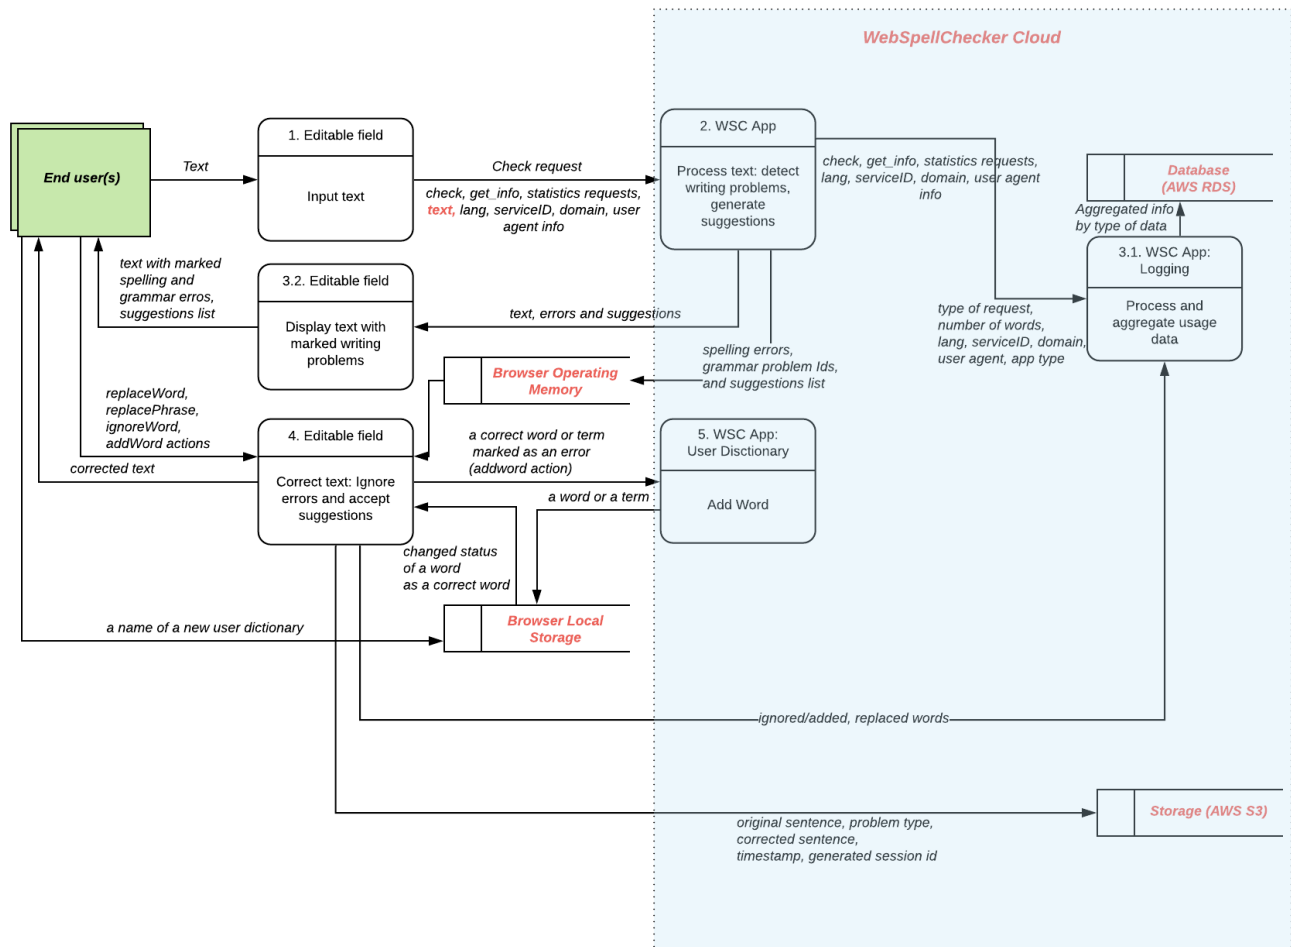 WebSpellChecker Cloud
End user(s)
Text
1. Editable field
Input text
Check request
check, get_info, statistics requests,
text, lang, serviceID, domain, user
agent info
2. WSC App
Process text: detect
writing problems,
generate
suggestions
check, get_info, statistics requests,
lang, serviceID, domain, user agent
info
Database
(AWS RDS)
Aggregated info
by type of data
3.1. WSC App:
Logging
Process and
aggregate usage
data
type of request,
number of words,
lang, serviceID, domain,
user agent, app type
text with marked
spelling and
grammar erros,
suggestions list
3.2. Editable field
Display text with
marked writing
problems
text, errors and suggestions
spelling errors,
grammar problem Ids,
and suggestions list
Browser Operating
Memory
replaceWord,
replacePhrase,
ignoreWord,
addWord actions
corrected text
4. Editable field
Correct text: Ignore
errors and accept
suggestions
a correct word or term
marked as an error
(addword action)
a word or a term
5. WSC App:
User Disctionary
Add Word
changed status
of a word
as a correct word
a name of a new user dictionary
Browser Local
Storage
ignored/added, replaced words
Storage (AWS S3)
original sentence, problem type,
corrected sentence,
timestamp, generated session id